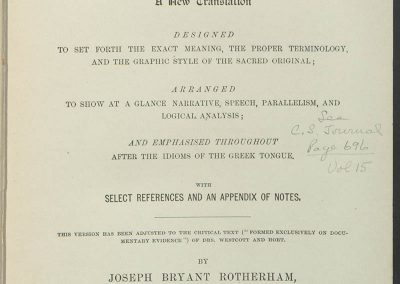 A New Translation
DESIGNED
TO SET FORTH THE EXACT MEANING, THE PROPER TERMINOLOGY,
AND THE GRAPHIC STYLE OF THE SACRED ORIGINAL;
ARRANGED
TO SHOW AT A GLANCE NARRATIVE, SPEECH, PARALLELISM, AND
LOGICAL ANALYSIS;
See
C.S. Journal
Page 696
Vol 15
AND EMPHASISED THROUGHOUT
AFTER THE IDIOMS OF THE GREEK TONGUE.
WITH
SELECT REFERENCES AND AN APPENDIX OF NOTES.
THIS VERSION HAS BEEN ADJUSTED TO THE CRITICAL TEXT ("FORMED EXCLUSIVELY ON DOCU-
MENTARY EVIDENCE") OF DRS. WESTCOTT AND HORT.
BY
JOSEPH BRYANT ROTHERHAM,